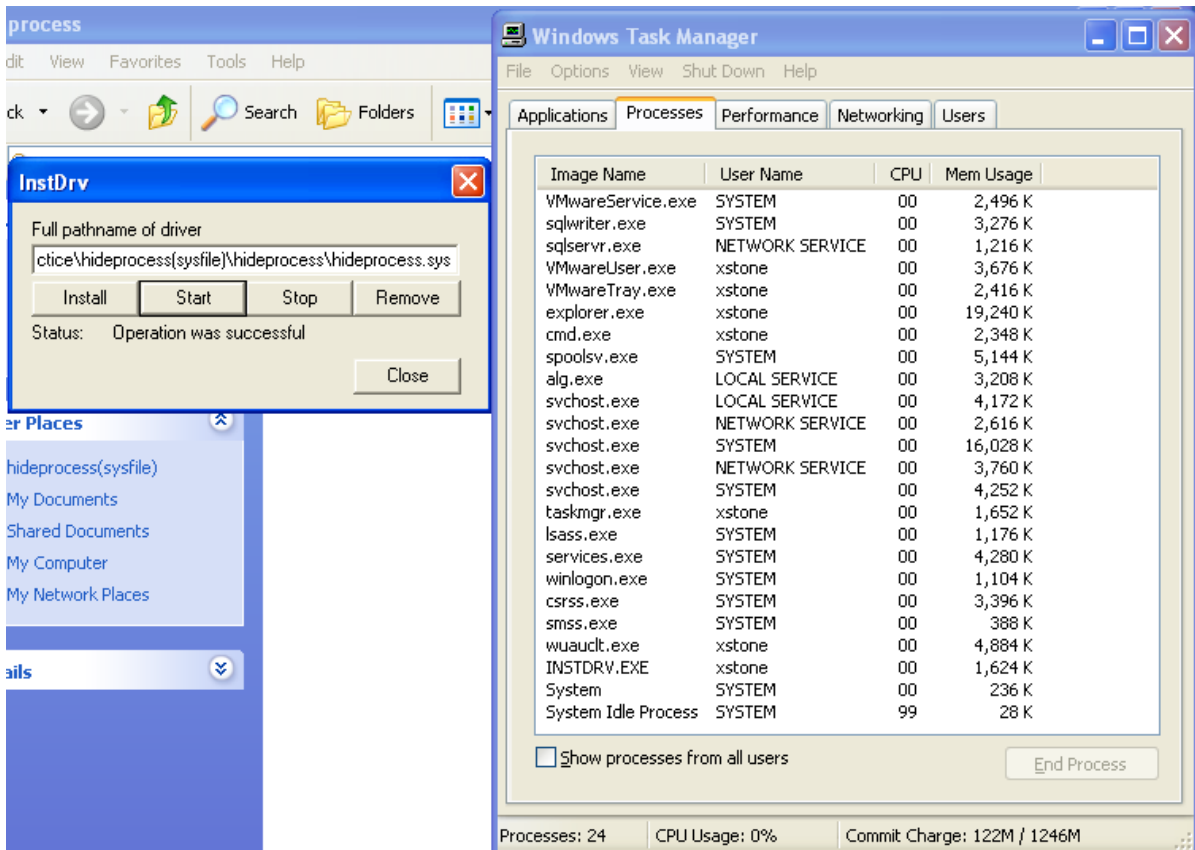 process
dit View Favorites Tools Help
ck Search Folders
InstDrv
Full pathname of driver
ctice\hideprocess(sysfile)\hideprocess\hideprocess.sys
Install Start Stop Remove
Status: Operation was successful
Close
er Places
hideprocess(sysfile)
My Documents
Shared Documents
My Computer
My Network Places
ails
Windows Task Manager
File Options View Shut Down Help
Applications Processes Performance Networking Users
Image Name User Name CPU Mem Usage
VMwareService.exe SYSTEM 00 2,496 K
sqlwriter.exe SYSTEM 00 3,276 K
sqlservr.exe NETWORK SERVICE 00 1,216 K
VMwareUser.exe xstone 00 3,676 K
VMwareTray.exe xstone 00 2,416 K
explorer.exe xstone 00 19,240 K
cmd.exe xstone 00 2,348 K
spoolsv.exe SYSTEM 00 5,144 K
alg.exe LOCAL SERVICE 00 3,208 K
svchost.exe LOCAL SERVICE 00 4,172 K
svchost.exe NETWORK SERVICE 00 2,616 K
svchost.exe SYSTEM 00 16,028 K
svchost.exe NETWORK SERVICE 00 3,760 K
svchost.exe SYSTEM 00 4,252 K
taskmgr.exe xstone 00 1,652 K
lsass.exe SYSTEM 00 1,176 K
services.exe SYSTEM 00 4,280 K
winlogon.exe SYSTEM 00 1,104 K
csrss.exe SYSTEM 00 3,396 K
smss.exe SYSTEM 00 388 K
wuauclt.exe xstone 00 4,884 K
INSTDRV.EXE xstone 00 1,624 K
System SYSTEM 00 236 K
System Idle Process SYSTEM 99 28 K
Show processes from all users
End Process
Processes: 24 CPU Usage: 0% Commit Charge: 122M / 1246M